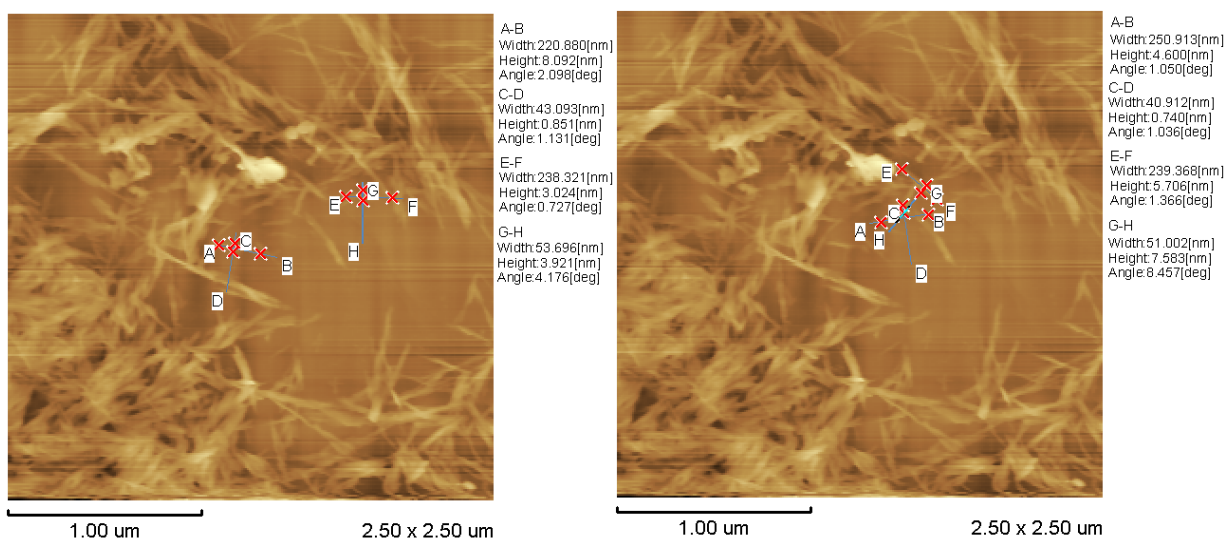 A-B
Width:220.880[nm]
Height:8.092[nm]
Angle:2.098[deg]
C-D
Width:43.093[nm]
Height:0.851[nm]
Angle:1.131[deg]
E-F
Width:238.321[nm]
Height:3.024[nm]
Angle:0.727[deg]
G-H
Width:53.696[nm]
Height:3.921[nm]
Angle:4.176[deg]
G
E
F
H
C
A
B
D
1.00 um
2.50 x 2.50 um
A-B
Width:250.913[nm]
Height:4.600[nm]
Angle:1.050[deg]
C-D
Width:40.912[nm]
Height:0.740[nm]
Angle:1.036[deg]
E-F
Width:239.368[nm]
Height:5.706[nm]
Angle:1.366[deg]
G-H
Width:51.002[nm]
Height:7.583[nm]
Angle:8.457[deg]
E
G
C
F
B
A
H
D
1.00 um
2.50 x 2.50 um